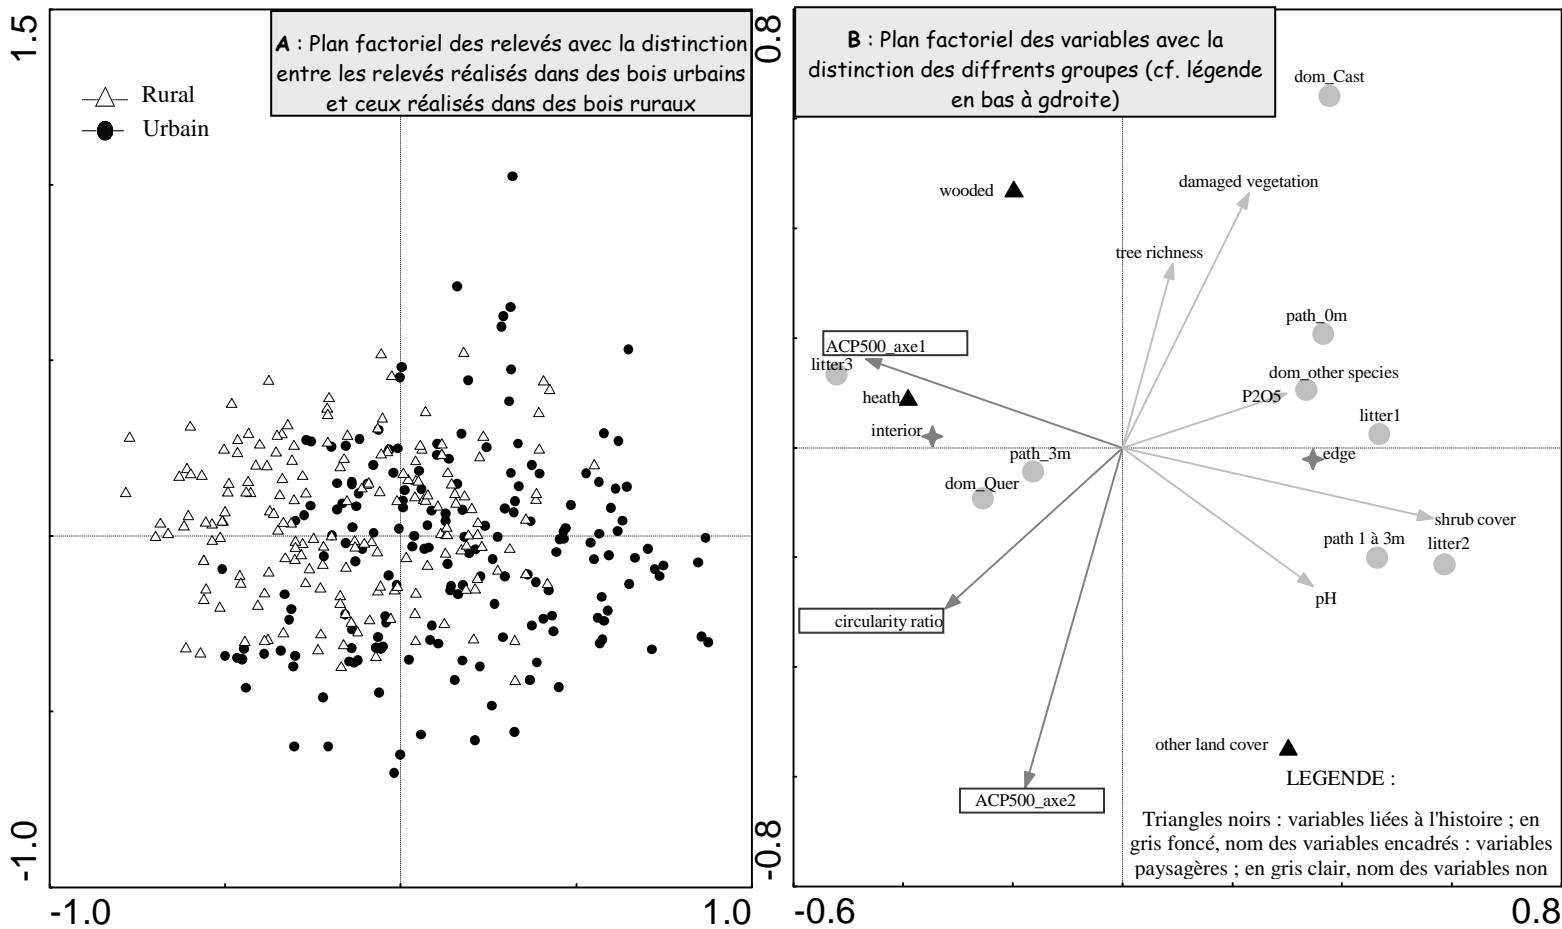 A : Plan factoriel des relevés avec la distinction
entre les relevés réalisés dans des bois urbains
et ceux réalisés dans des bois ruraux
1.5
Rural
Urbain
-1.0
-1.0
1.0
B : Plan factoriel des variables avec la
distinction des diffrents groupes (cf. légende
en bas à gdroite)
0.8
dom_Cast
wooded
damaged vegetation
tree richness
path_0m
ACP500_axe1
litter3
dom_other species
P2O5
heath
litter1
interior
edge
path_3m
dom_Quer
shrub cover
path 1 à 3m
litter2
pH
circularity ratio
other land cover
ACP500_axe2
LEGENDE :
Triangles noirs : variables liées à l'histoire ; en
gris foncé, nom des variables encadrés : variables
paysagères ; en gris clair, nom des variables non
-0.8
-0.6
0.8